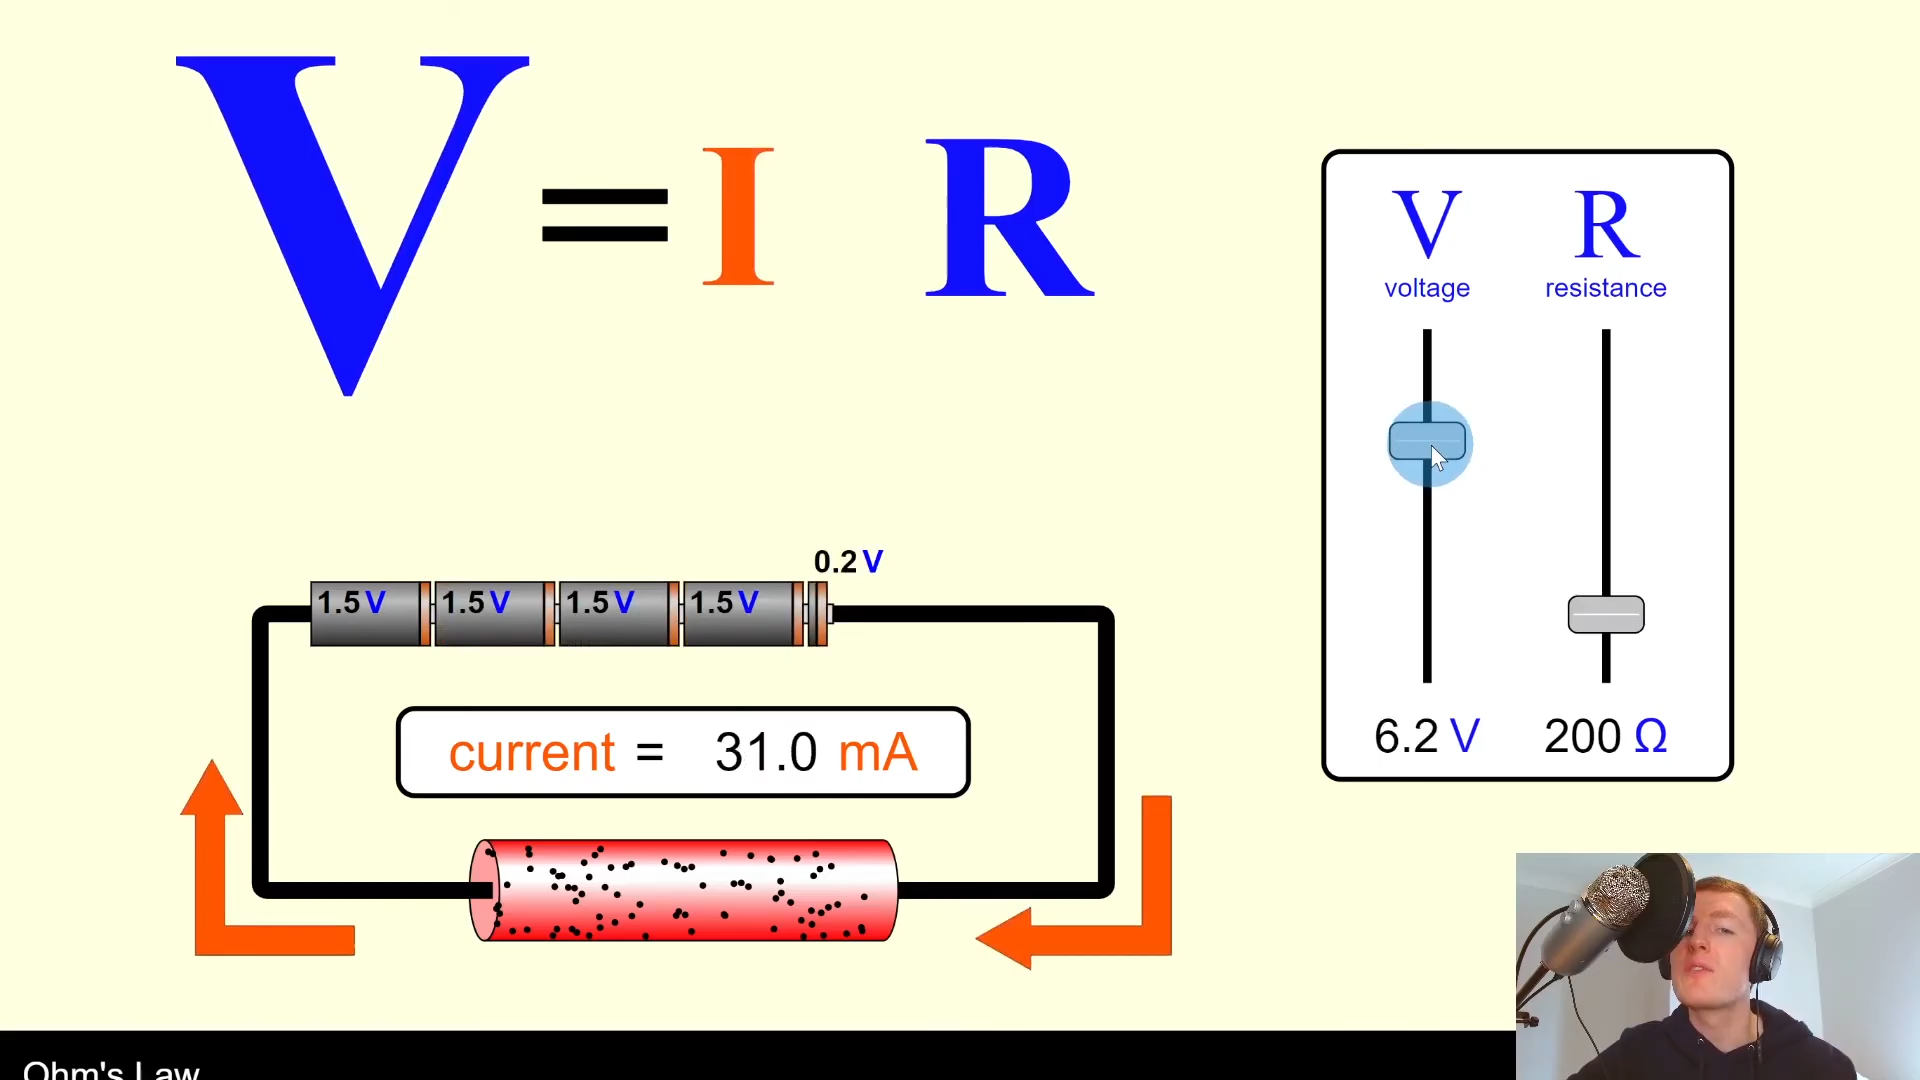 V = I R
V R
voltage resistance
6.2 V 200 Ω
0.2 V
1.5 V 1.5 V 1.5 V 1.5 V
current = 31.0 mA
Ohm's Law